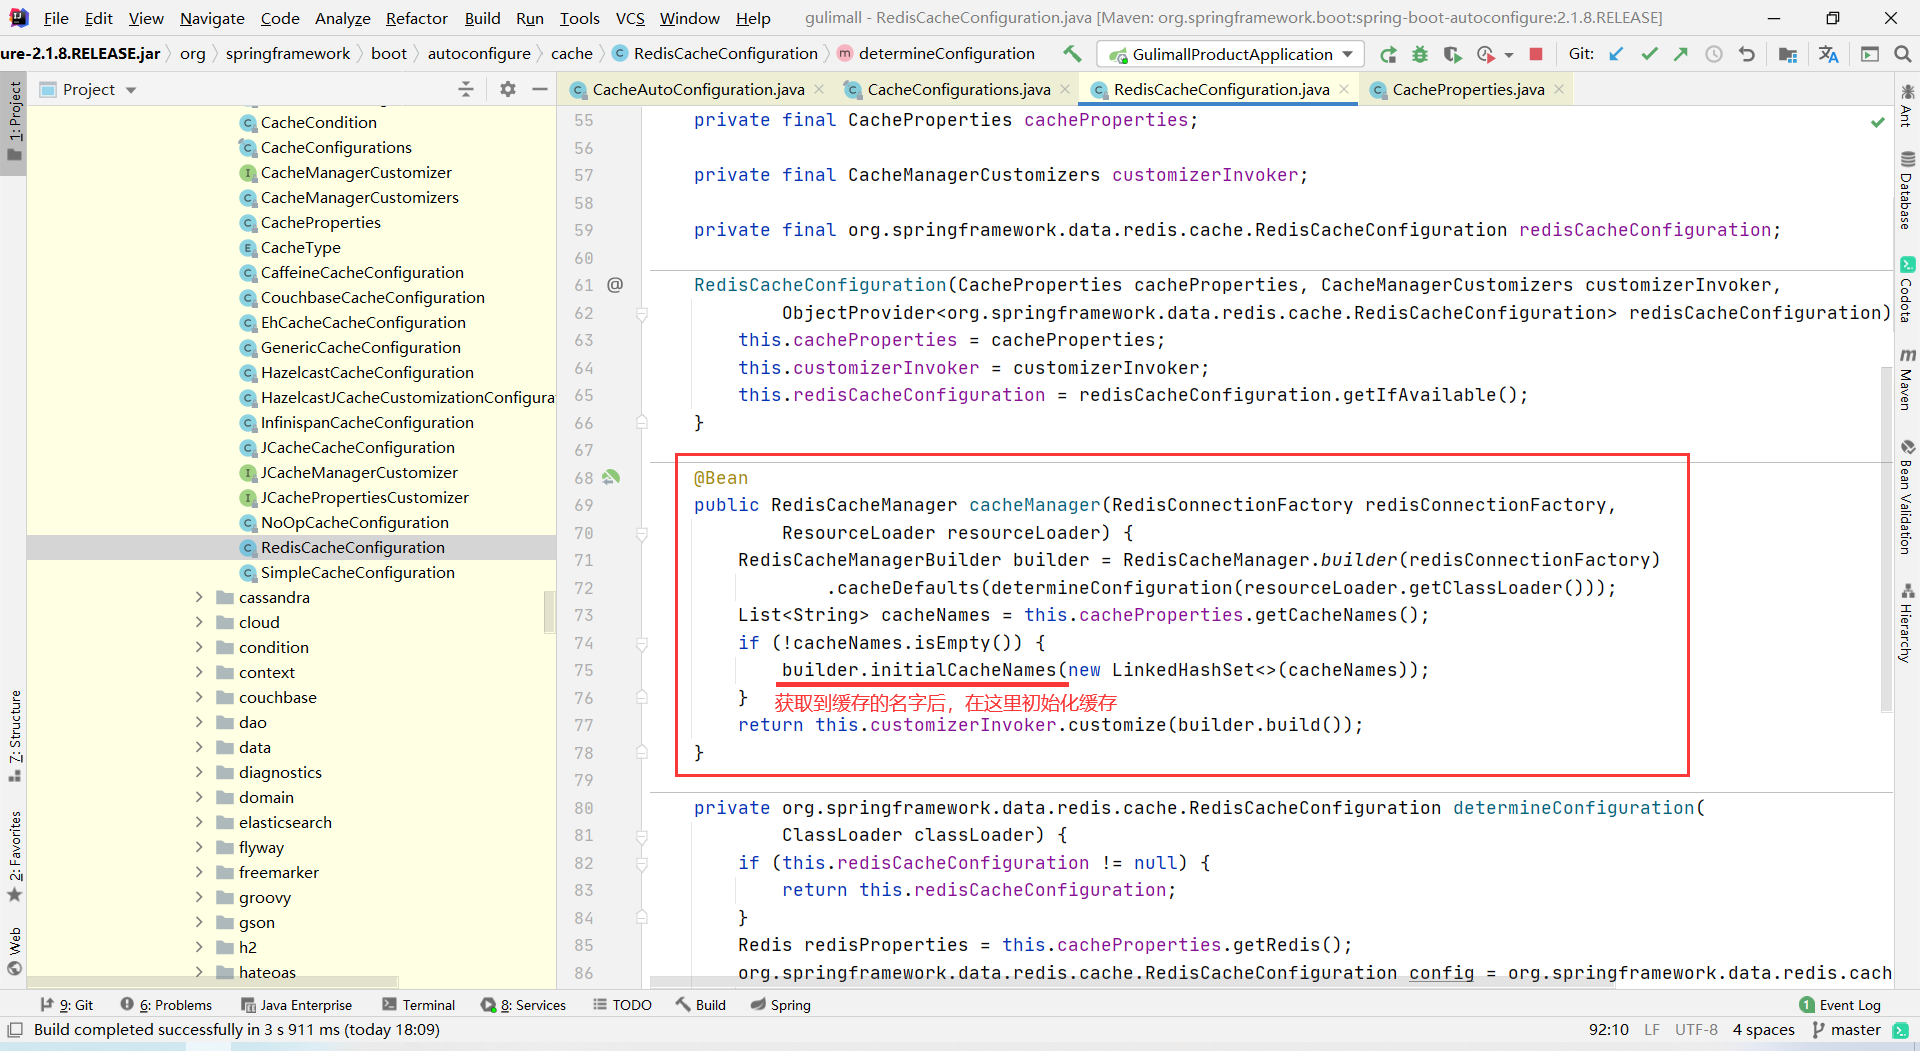 File Edit View Navigate Code Analyze Refactor Build Run Tools VCS Window Help gulimall - RedisCacheConfiguration.java [Maven: org.springframework.boot:spring-boot-autoconfigure:2.1.8.RELEASE]
ure-2.1.8.RELEASE.jar org springframework boot autoconfigure cache RedisCacheConfiguration determineConfiguration GulimallProductApplication Git:
Project
CacheAutoConfiguration.java CacheConfigurations.java RedisCacheConfiguration.java CacheProperties.java
1: Project
7: Structure
2: Favorites
Web
CacheCondition
CacheConfigurations
CacheManagerCustomizer
CacheManagerCustomizers
CacheProperties
CacheType
CaffeineCacheConfiguration
CouchbaseCacheConfiguration
EhCacheCacheConfiguration
GenericCacheConfiguration
HazelcastCacheConfiguration
HazelcastJCacheCustomizationConfigura
InfinispanCacheConfiguration
JCacheCacheConfiguration
JCacheManagerCustomizer
JCachePropertiesCustomizer
NoOpCacheConfiguration
RedisCacheConfiguration
SimpleCacheConfiguration
cassandra
cloud
condition
context
couchbase
dao
data
diagnostics
domain
elasticsearch
flyway
freemarker
groovy
gson
h2
hateoas
55 private final CacheProperties cacheProperties;
56
57 private final CacheManagerCustomizers customizerInvoker;
58
59 private final org.springframework.data.redis.cache.RedisCacheConfiguration redisCacheConfiguration;
60
61 @ RedisCacheConfiguration(CacheProperties cacheProperties, CacheManagerCustomizers customizerInvoker,
62 ObjectProvider<org.springframework.data.redis.cache.RedisCacheConfiguration> redisCacheConfiguration)
63 this.cacheProperties = cacheProperties;
64 this.customizerInvoker = customizerInvoker;
65 this.redisCacheConfiguration = redisCacheConfiguration.getIfAvailable();
66 }
67
68 @Bean
69 public RedisCacheManager cacheManager(RedisConnectionFactory redisConnectionFactory,
70 ResourceLoader resourceLoader) {
71 RedisCacheManagerBuilder builder = RedisCacheManager.builder(redisConnectionFactory)
72 .cacheDefaults(determineConfiguration(resourceLoader.getClassLoader()));
73 List<String> cacheNames = this.cacheProperties.getCacheNames();
74 if (!cacheNames.isEmpty()) {
75 builder.initialCacheNames(new LinkedHashSet<>(cacheNames));
76 }
获取到缓存的名字后，在这里初始化缓存
77 return this.customizerInvoker.customize(builder.build());
78 }
79
80 private org.springframework.data.redis.cache.RedisCacheConfiguration determineConfiguration(
81 ClassLoader classLoader) {
82 if (this.redisCacheConfiguration != null) {
83 return this.redisCacheConfiguration;
84 }
85 Redis redisProperties = this.cacheProperties.getRedis();
86 org.springframework.data.redis.cache.RedisCacheConfiguration config = org.springframework.data.redis.cach
Ant
Database
Codota
Maven
Bean Validation
Hierarchy
9: Git 6: Problems Java Enterprise Terminal 8: Services TODO Build Spring 1 Event Log
Build completed successfully in 3 s 911 ms (today 18:09) 92:10 LF UTF-8 4 spaces master